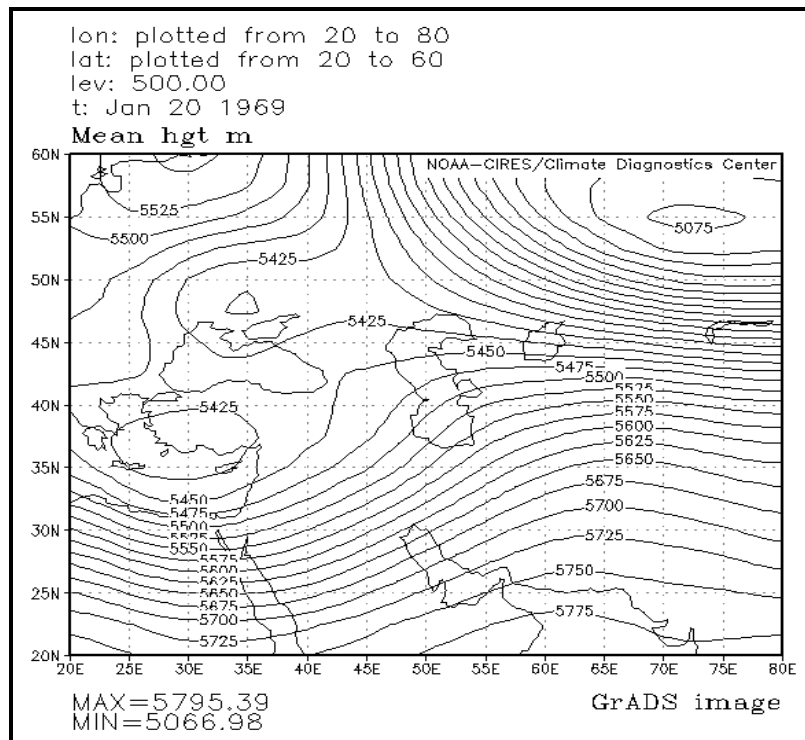 lon: plotted from 20 to 80
lat: plotted from 20 to 60
lev: 500.00
t: Jan 20 1969
Mean hgt m
60N
NOAA-CIRES/Climate Diagnostics Center
5525
55N
5075
5500
5425
50N
5425
45N
5450
5475
5500
5550
40N
5425
5575
5600
5625
35N
5650
5675
5450
5475
5700
5500
30N
5725
5550
5575
5600
5750
5625
25N
5650
5675
5775
5700
5725
20N
20E 25E 30E 35E 40E 45E 50E 55E 60E 65E 70E 75E 80E
MAX=5795.39
MIN=5066.98
GrADS image